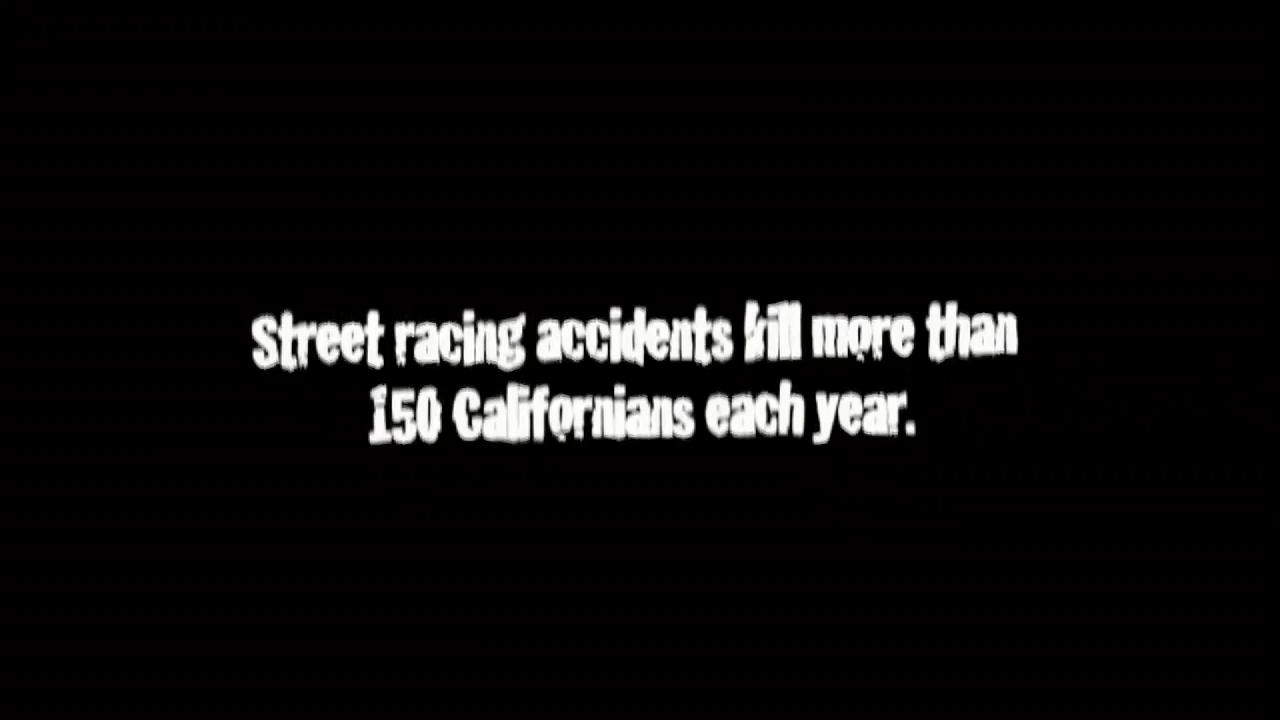 Street racing accidents kill more than
150 Californians each year.